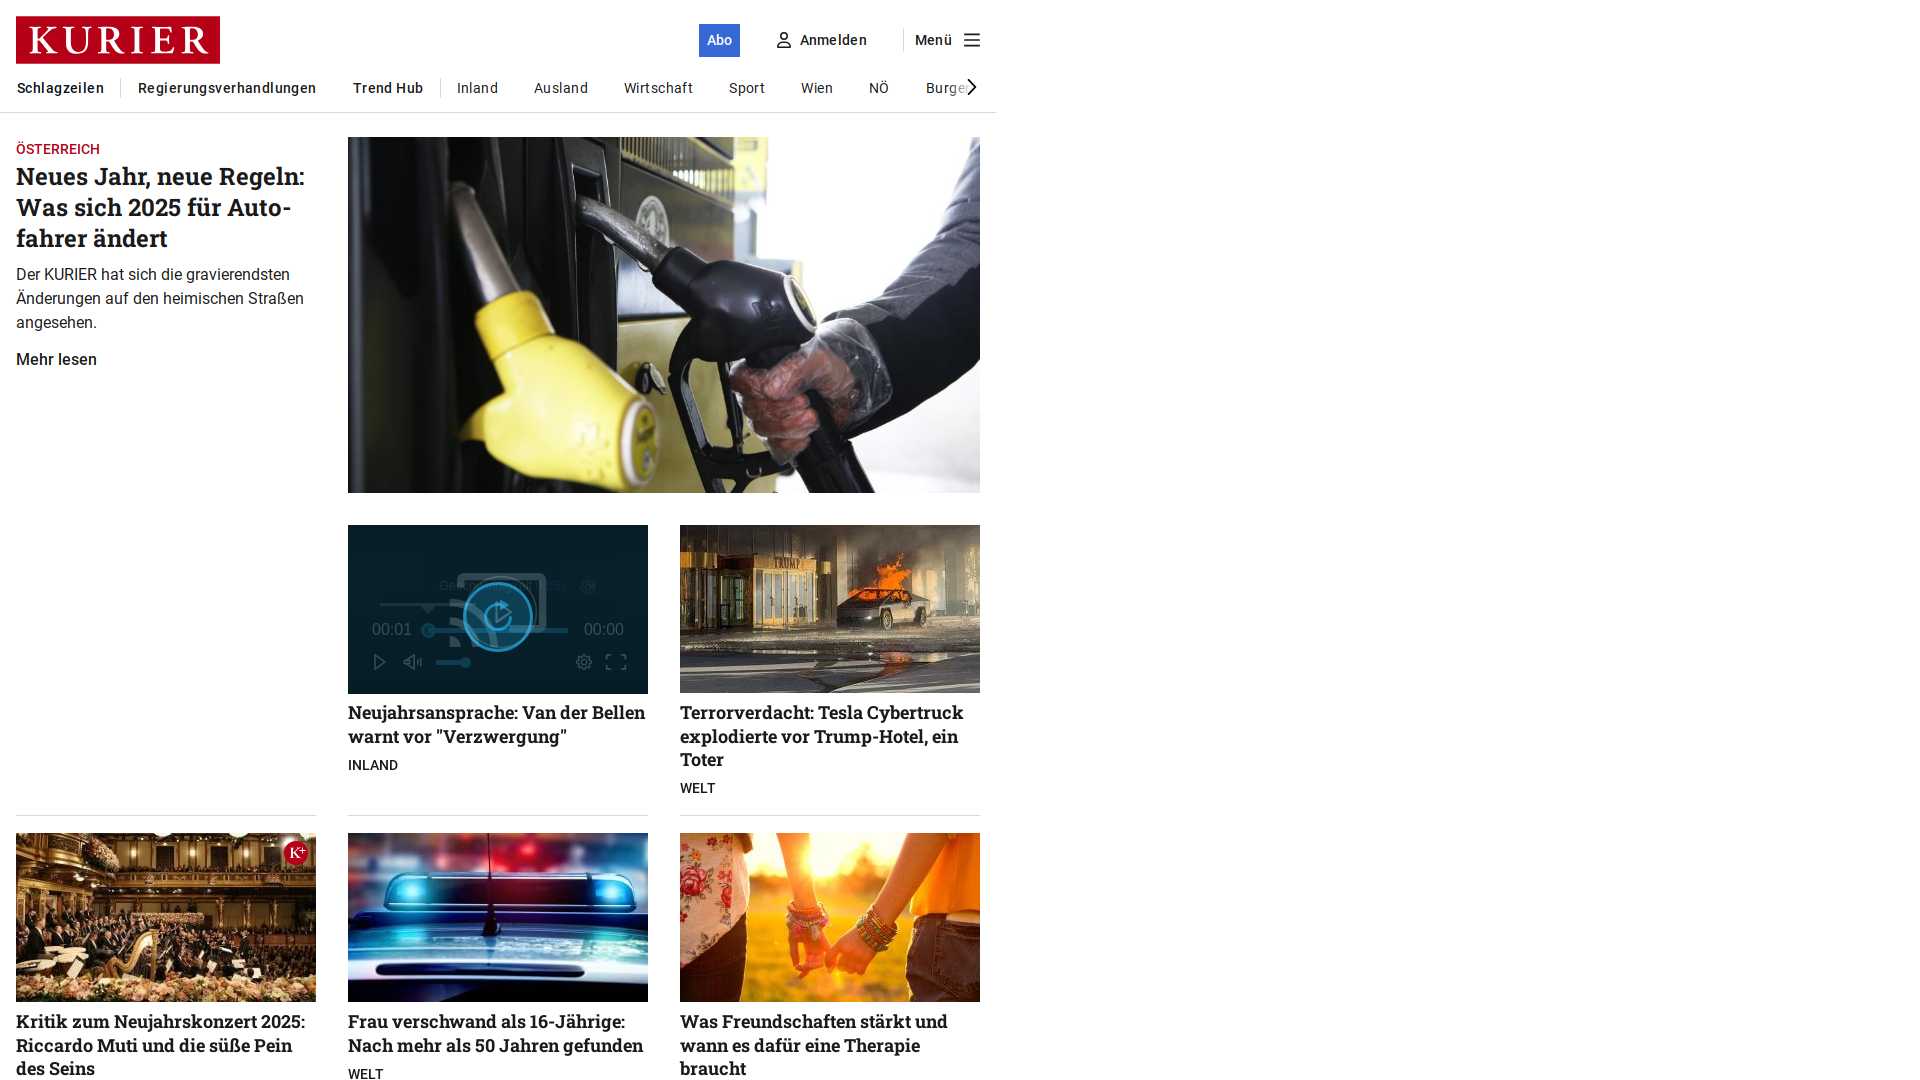 KURIER
Abo
Anmelden
Menü
Schlagzeilen
Regierungsverhandlungen
Trend Hub
Inland
Ausland
Wirtschaft
Sport
Wien
NÖ
ÖSTERREICH
Neues Jahr, neue Regeln:
Was sich 2025 für Auto-
fahrer ändert
Der KURIER hat sich die gravierendsten
Änderungen auf den heimischen Straßen
angesehen.
Mehr lesen
TRUMP
00:01
00:00
Neujahrsansprache: Van der Bellen
warnt vor "Verzwergung"
INLAND
Terrorverdacht: Tesla Cybertruck
explodierte vor Trump-Hotel, ein
Toter
WELT
K+
Kritik zum Neujahrskonzert 2025:
Riccardo Muti und die süße Pein
des Seins
Frau verschwand als 16-Jährige:
Nach mehr als 50 Jahren gefunden
WELT
Was Freundschaften stärkt und
wann es dafür eine Therapie
braucht